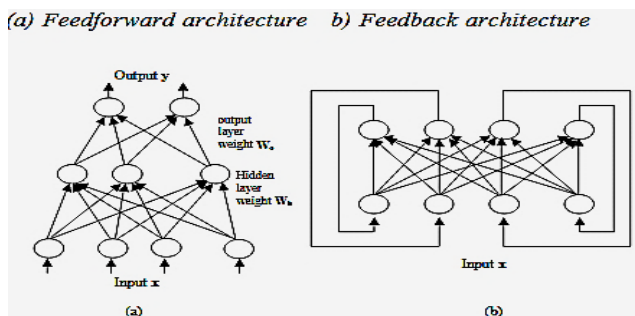 (a) Feedforward architecture b) Feedback architecture
Output y
output
layer
weight Wₒ
Hidden
layer
weight Wₕ
Input x
(a)
Input x
(b)